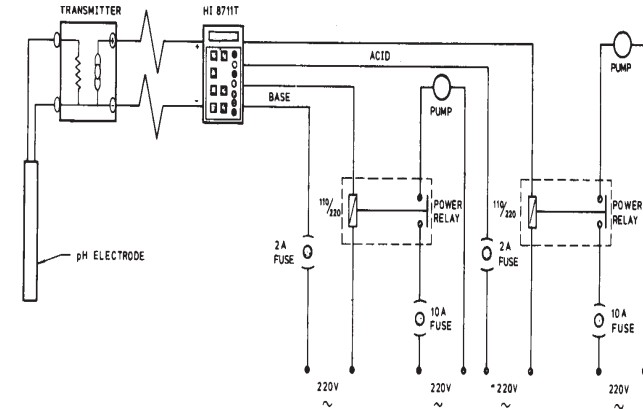 TRANSMITTER
HI 8711T
PUMP
PUMP
ACID
BASE
+
-
110/220
POWER
RELAY
110/220
POWER
RELAY
2A
FUSE
2A
FUSE
pH ELECTRODE
10A
FUSE
10A
FUSE
220V
~
220V
~
220V
~
220V
~